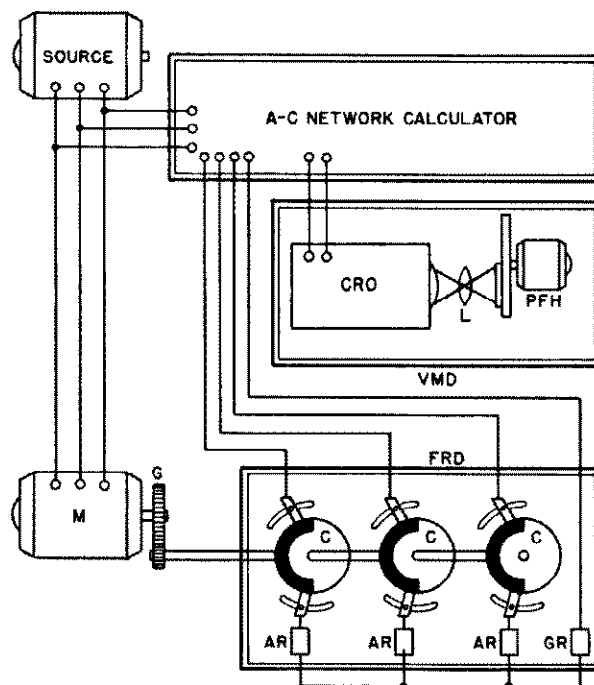 SOURCE
A-C NETWORK CALCULATOR
CRO
L
PFH
VMD
FRD
G
M
C
C
C
AR
AR
AR
GR